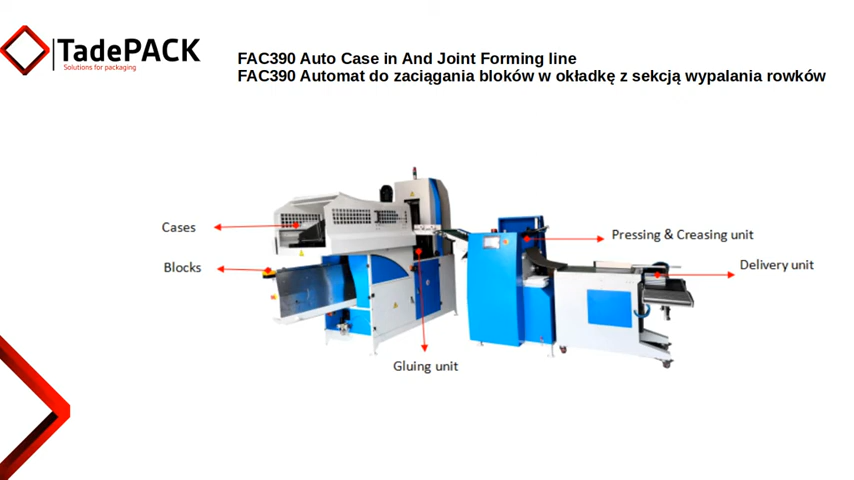 TadePACK
Solutions for packaging
FAC390 Auto Case in And Joint Forming line
FAC390 Automat do zaciągania bloków w okładkę z sekcją wypalania rowków
Cases
Blocks
Pressing & Creasing unit
Delivery unit
Gluing unit